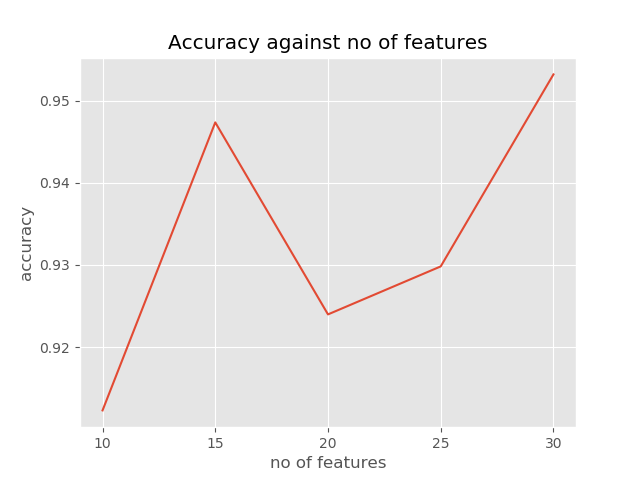 Accuracy against no of features
0.95
0.94
0.93
0.92
accuracy
10 15 20 25 30
no of features